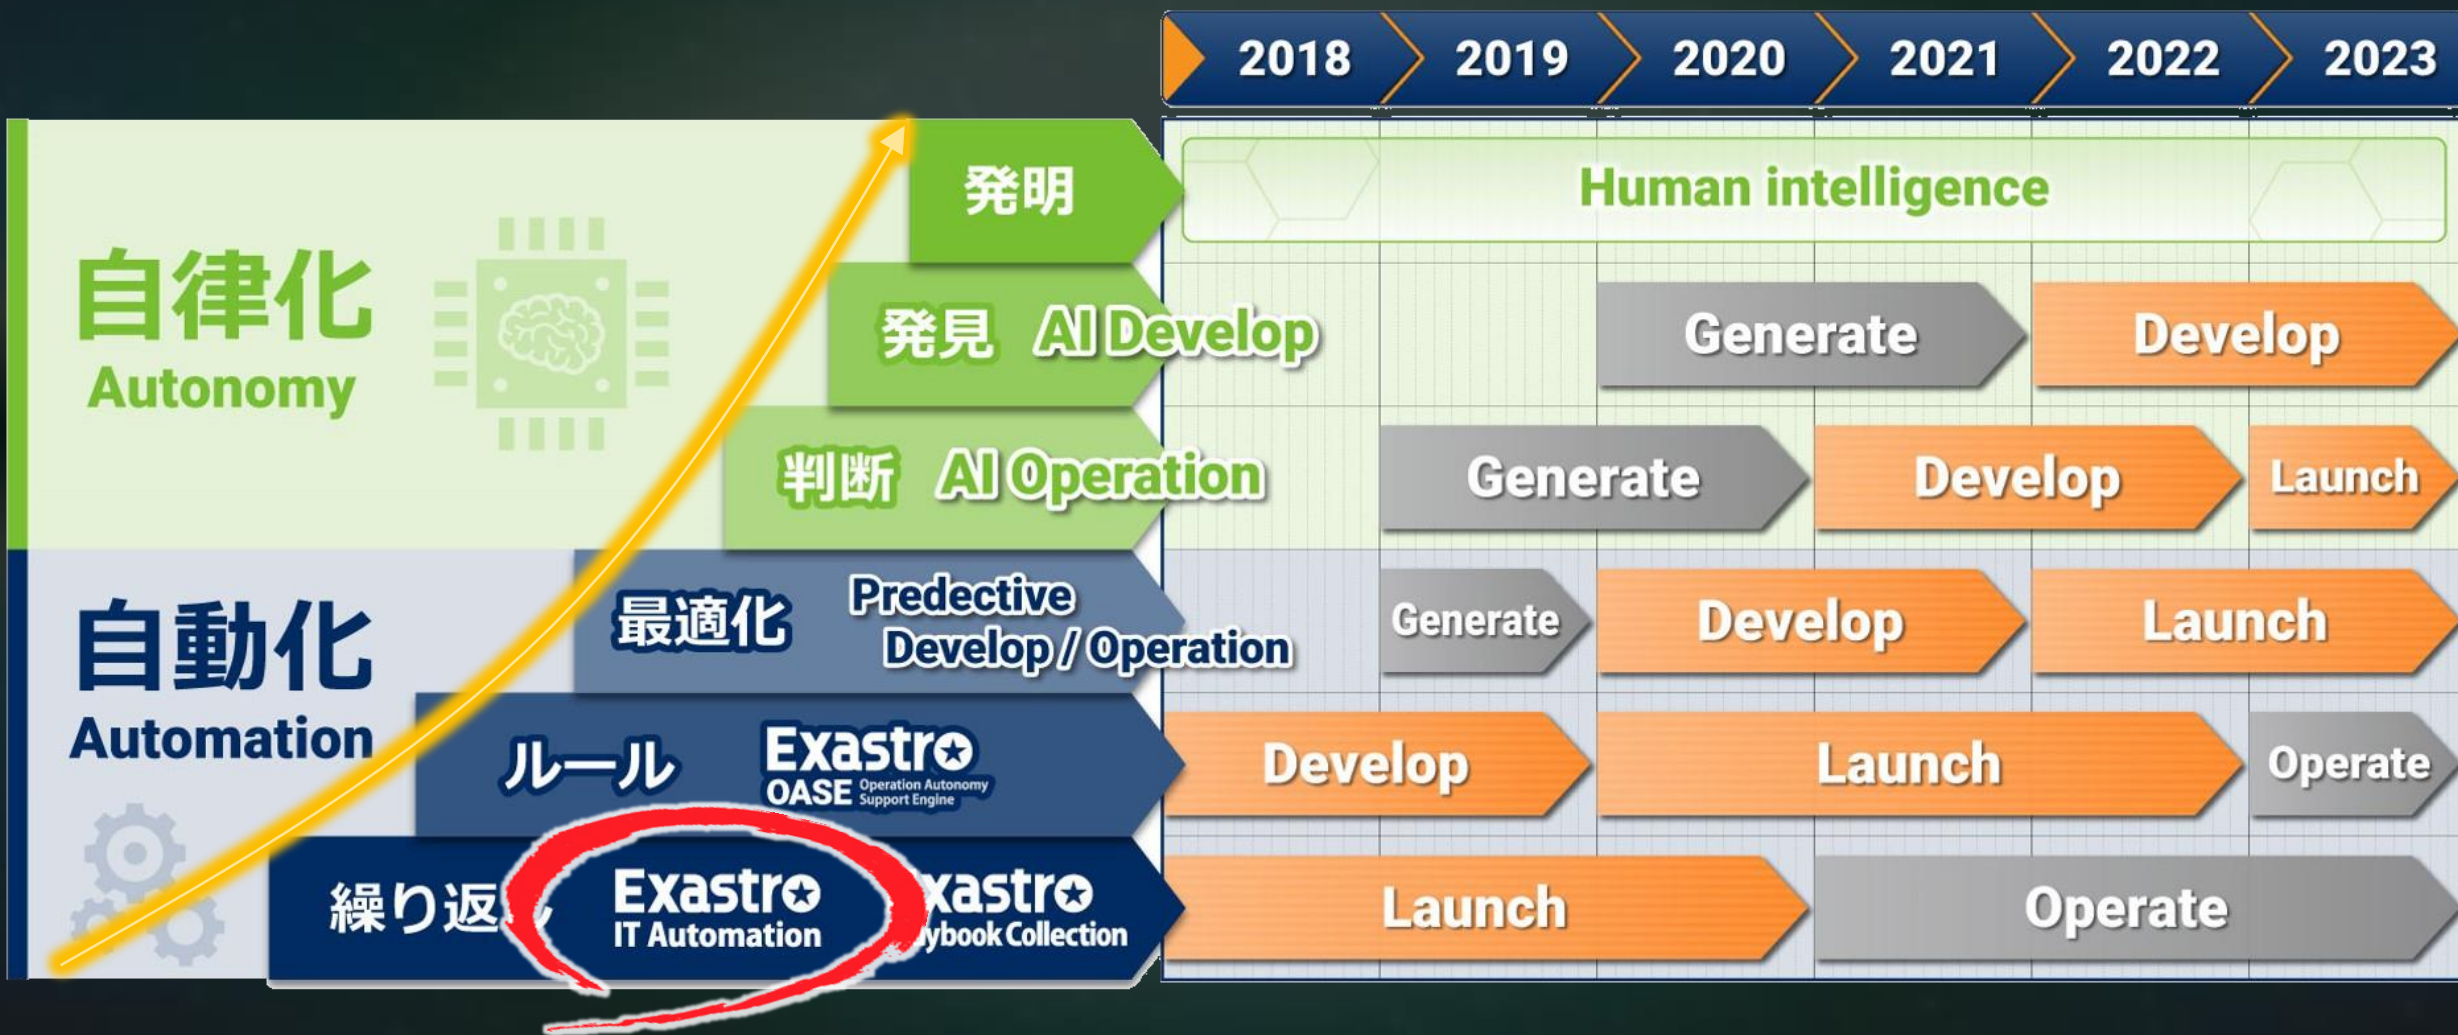 2018 2019 2020 2021 2022 2023
自律化
Autonomy
発明
Human intelligence
発見 AI Develop
Generate Develop
判断 AI Operation
Generate Develop Launch
自動化
Automation
最適化
Predective
Develop / Operation
Generate Develop Launch
ルール
Exastro
OASE Operation Autonomy
Support Engine
Develop Launch Operate
繰り返
Exastro
IT Automation
xastro
ybook Collection
Launch Operate